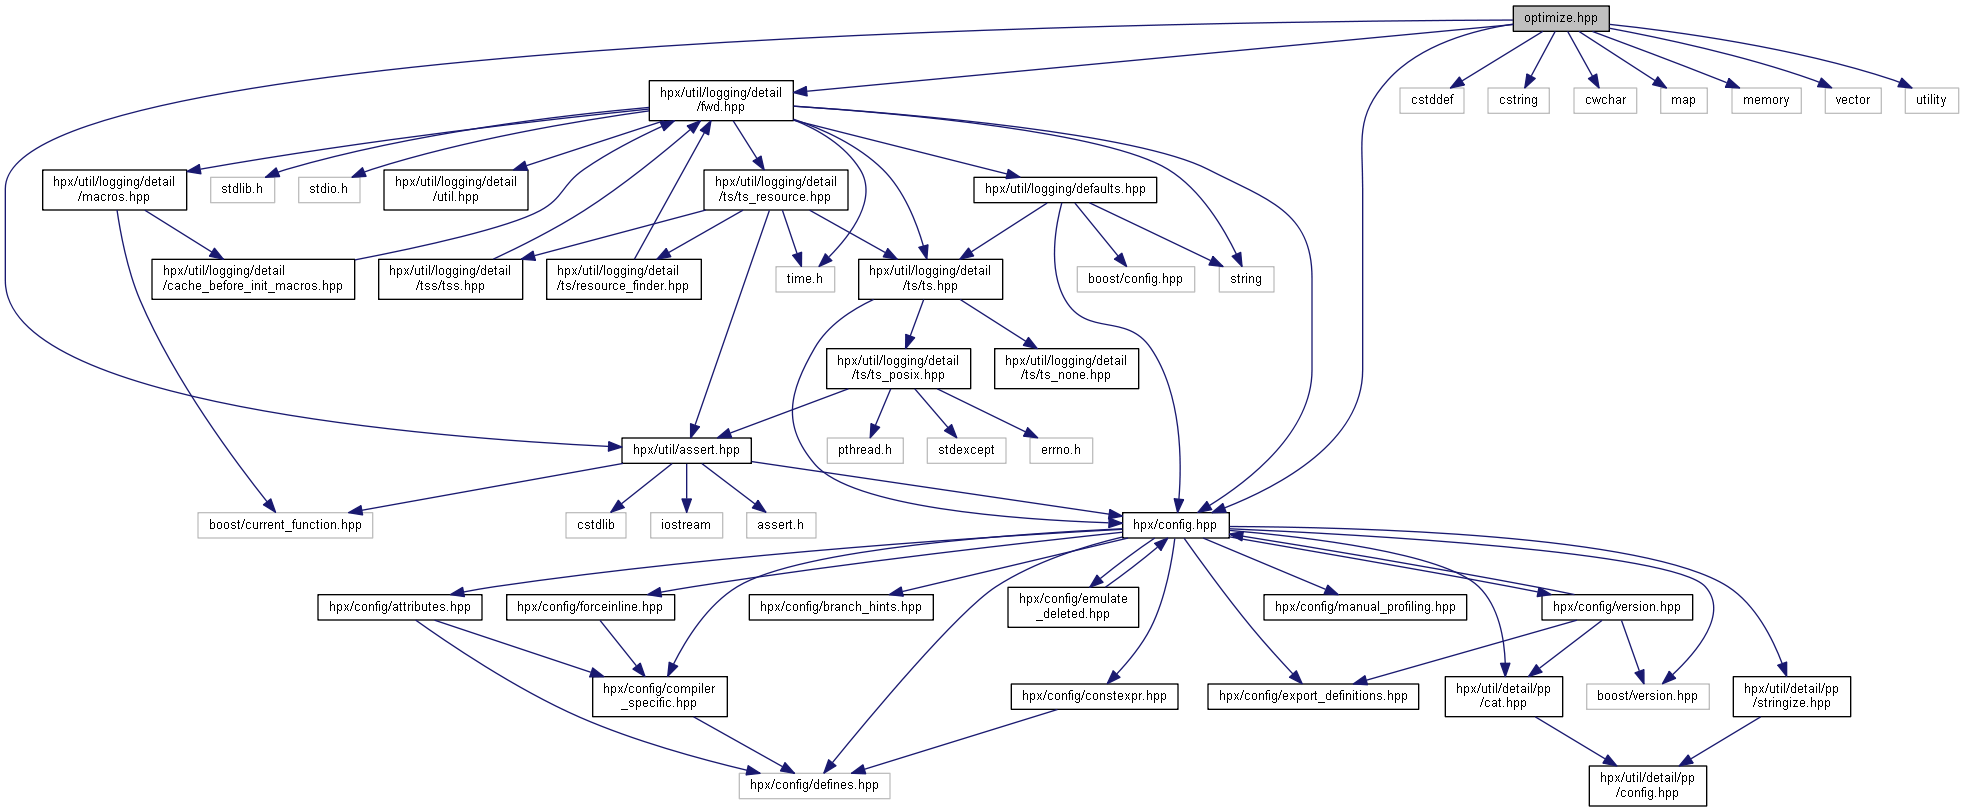 optimize.hpp
hpx/util/logging/detail
/fwd.hpp
cstddef
cstring
cwchar
map
memory
vector
utility
hpx/util/logging/detail
/macros.hpp
stdlib.h
stdio.h
hpx/util/logging/detail
/util.hpp
hpx/util/logging/detail
/ts/ts_resource.hpp
hpx/util/logging/defaults.hpp
hpx/util/logging/detail
/cache_before_init_macros.hpp
hpx/util/logging/detail
/tss/tss.hpp
hpx/util/logging/detail
/ts/resource_finder.hpp
time.h
hpx/util/logging/detail
/ts/ts.hpp
boost/config.hpp
string
hpx/util/logging/detail
/ts/ts_posix.hpp
hpx/util/logging/detail
/ts/ts_none.hpp
hpx/util/assert.hpp
pthread.h
stdexcept
errno.h
boost/current_function.hpp
cstdlib
iostream
assert.h
hpx/config.hpp
hpx/config/attributes.hpp
hpx/config/forceinline.hpp
hpx/config/branch_hints.hpp
hpx/config/emulate
_deleted.hpp
hpx/config/manual_profiling.hpp
hpx/config/version.hpp
hpx/config/compiler
_specific.hpp
hpx/config/constexpr.hpp
hpx/config/export_definitions.hpp
hpx/util/detail/pp
/cat.hpp
boost/version.hpp
hpx/util/detail/pp
/stringize.hpp
hpx/config/defines.hpp
hpx/util/detail/pp
/config.hpp